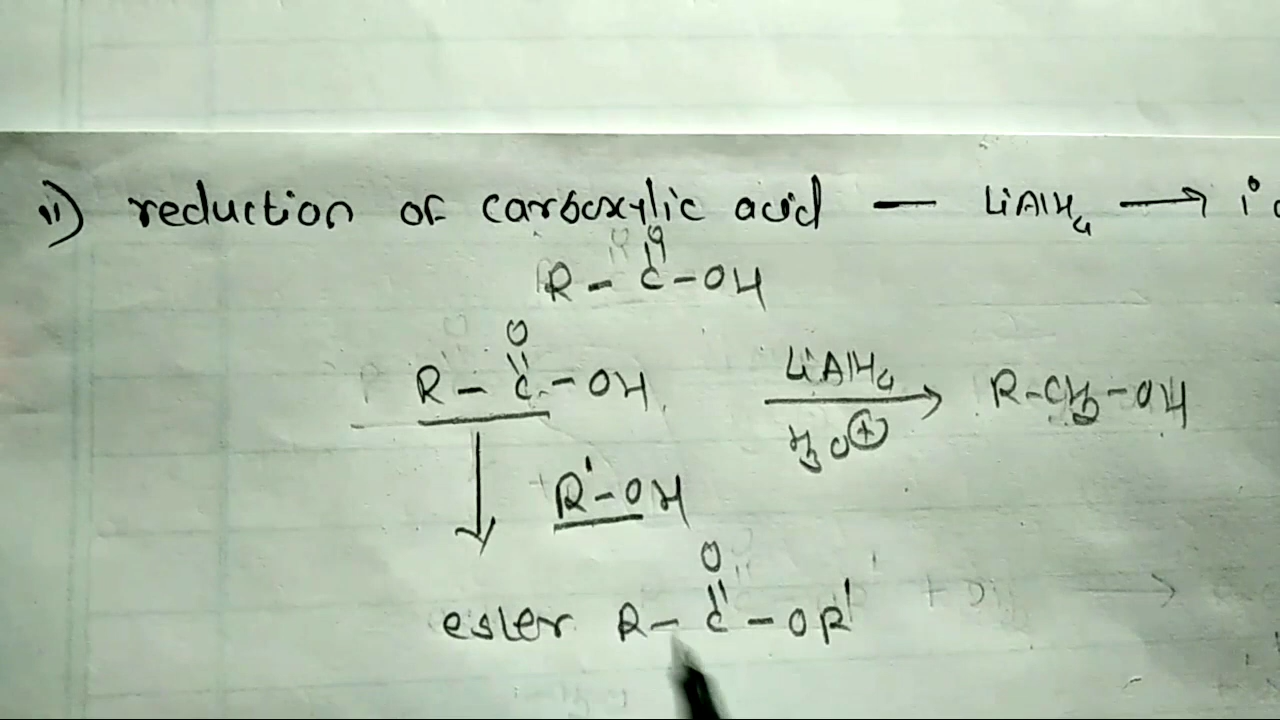 ii) reduction of carboxylic acid — LiAlH4 → 1°
O
R - C - OH
O
R - C - OH LiAlH4 → R-CH2-OH
H3O⊕
R'-OH
O
ester R - C - OR'